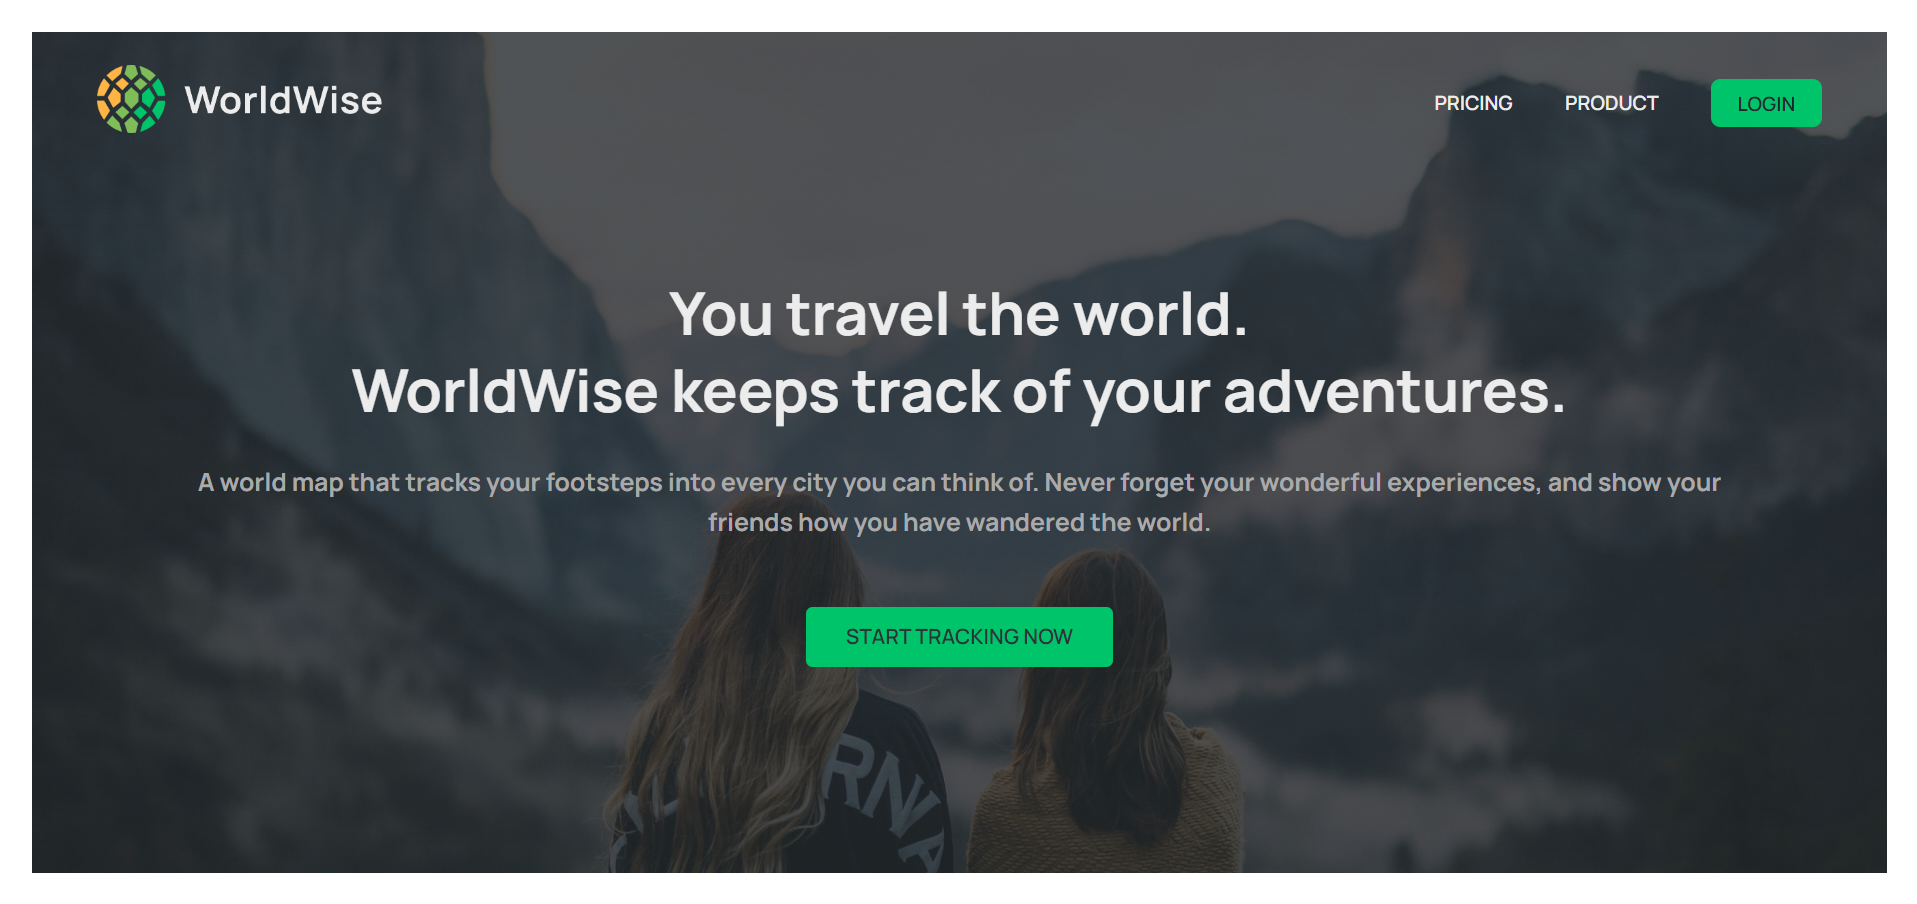 WorldWise
PRICING
PRODUCT
LOGIN
You travel the world.
WorldWise keeps track of your adventures.
A world map that tracks your footsteps into every city you can think of. Never forget your wonderful experiences, and show your
friends how you have wandered the world.
START TRACKING NOW
RNA